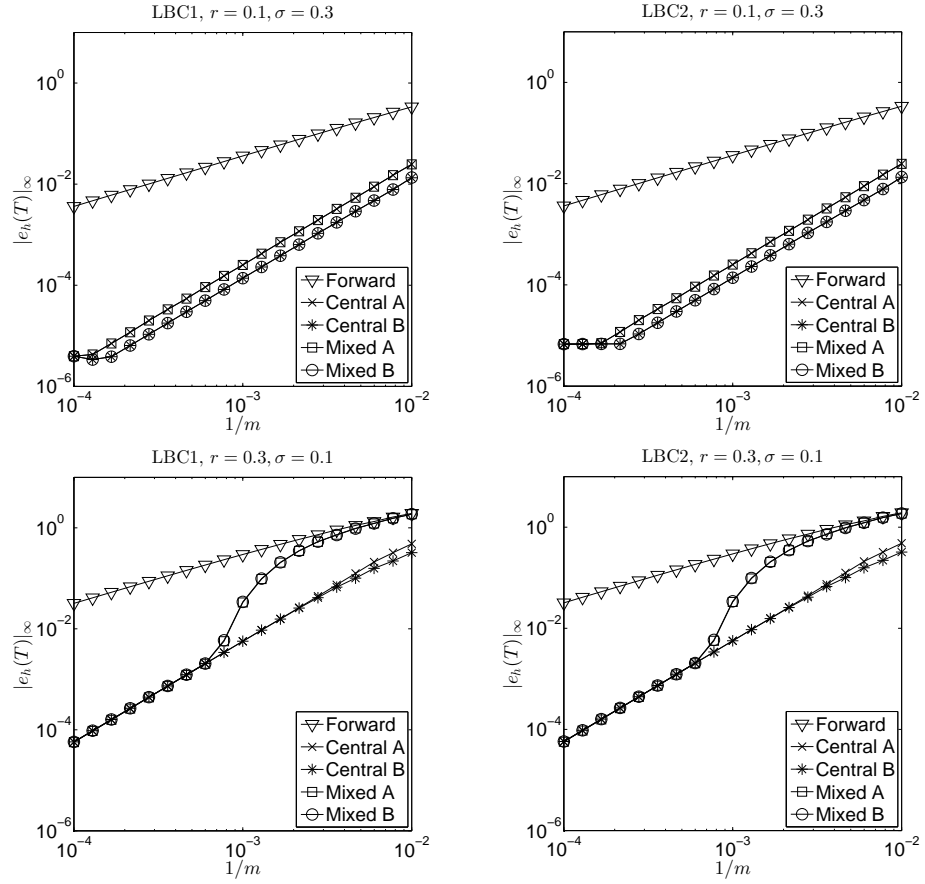 LBC1, r = 0.1, σ = 0.3
10^0
10^−2
10^−4
10^−6
|e_h(T)|_∞
Forward
Central A
Central B
Mixed A
Mixed B
10^−4
10^−3
10^−2
1/m
LBC2, r = 0.1, σ = 0.3
10^0
10^−2
10^−4
10^−6
|e_h(T)|_∞
Forward
Central A
Central B
Mixed A
Mixed B
10^−4
10^−3
10^−2
1/m
LBC1, r = 0.3, σ = 0.1
10^0
10^−2
10^−4
10^−6
|e_h(T)|_∞
Forward
Central A
Central B
Mixed A
Mixed B
10^−4
10^−3
10^−2
1/m
LBC2, r = 0.3, σ = 0.1
10^0
10^−2
10^−4
10^−6
|e_h(T)|_∞
Forward
Central A
Central B
Mixed A
Mixed B
10^−4
10^−3
10^−2
1/m